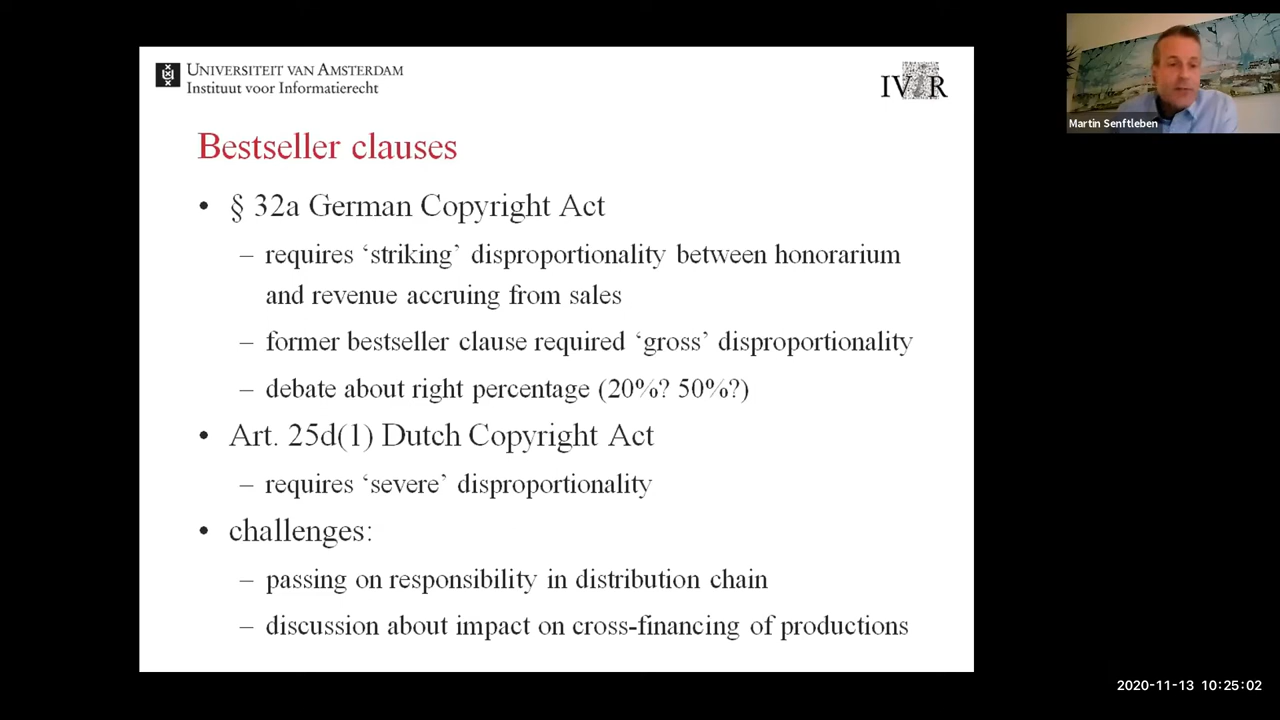 UNIVERSITEIT VAN AMSTERDAM
Instituut voor Informatierecht
IViR
Martin Senftleben
Bestseller clauses
• § 32a German Copyright Act
– requires ‘striking’ disproportionality between honorarium
and revenue accruing from sales
– former bestseller clause required ‘gross’ disproportionality
– debate about right percentage (20%? 50%?)
• Art. 25d(1) Dutch Copyright Act
– requires ‘severe’ disproportionality
• challenges:
– passing on responsibility in distribution chain
– discussion about impact on cross-financing of productions
2020-11-13 10:25:02